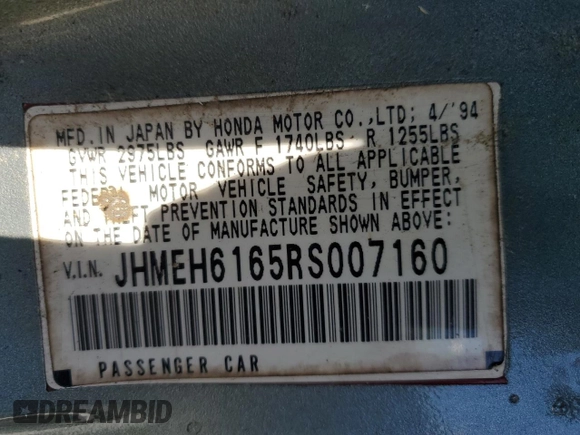 MFD. IN JAPAN BY HONDA MOTOR CO.,LTD; 4/'94
GVWR 2975LBS GAWR F 1740LBS R 1255LBS
THIS VEHICLE CONFORMS TO ALL APPLICABLE
FEDERAL MOTOR VEHICLE SAFETY, BUMPER,
AND THEFT PREVENTION STANDARDS IN EFFECT
ON THE DATE OF MANUFACTURE SHOWN ABOVE:
V.I.N. JHMEH6165RS007160
PASSENGER CAR
DREAMBID